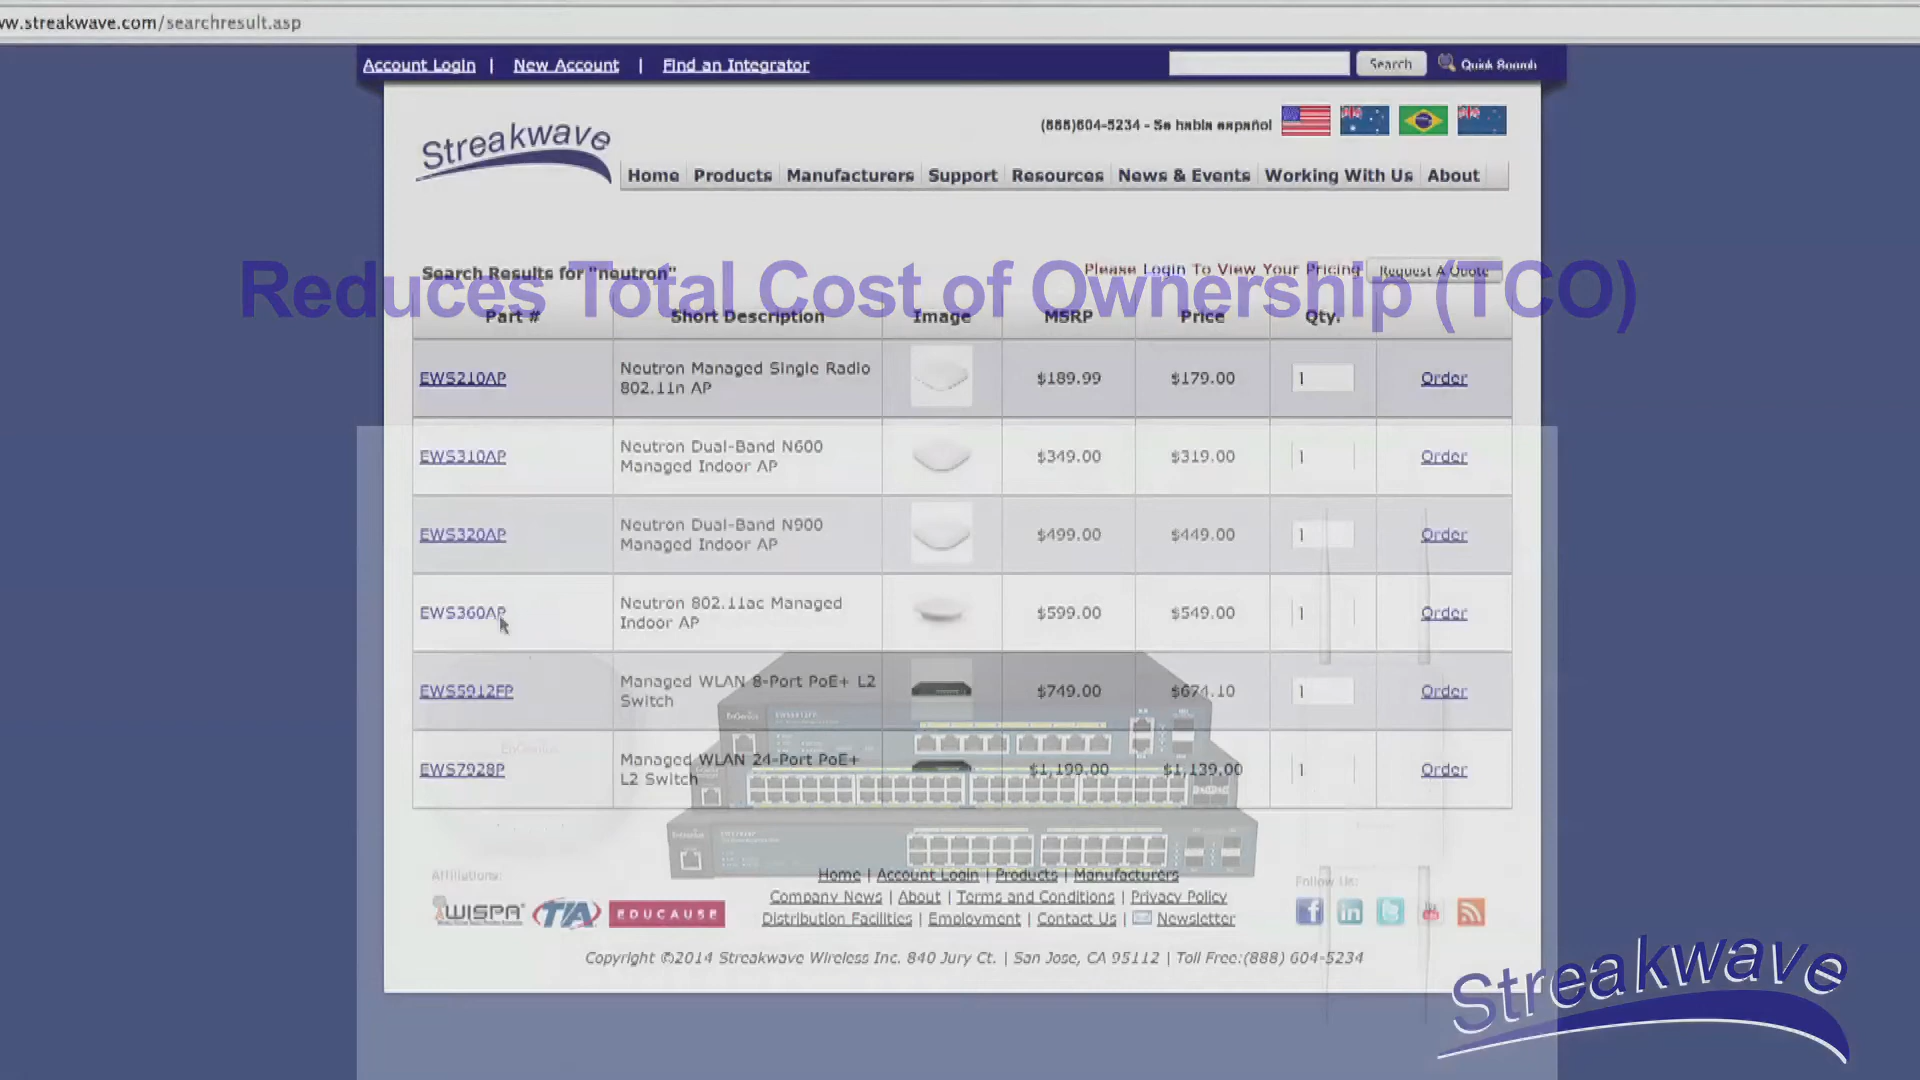 ww.streakwave.com/searchresult.asp
Account Login | New Account | Find an Integrator
Search Quick Search
Streakwave
(888)604-5234 - Se habla español
Home Products Manufacturers Support Resources News & Events Working With Us About
Search Results for "neutron"
Please Login To View Your Pricing Request A Quote
Reduces Total Cost of Ownership (TCO)
Part # Short Description Image MSRP Price Qty.
EWS210AP Neutron Managed Single Radio 802.11n AP $189.99 $179.00 1 Order
EWS310AP Neutron Dual-Band N600 Managed Indoor AP $349.00 $319.00 1 Order
EWS320AP Neutron Dual-Band N900 Managed Indoor AP $499.00 $449.00 1 Order
EWS360AP Neutron 802.11ac Managed Indoor AP $599.00 $549.00 1 Order
EWS5912FP Managed WLAN 8-Port PoE+ L2 Switch $749.00 $674.10 1 Order
EWS7928P Managed WLAN 24-Port PoE+ L2 Switch $1,199.00 $1,139.00 1 Order
EnGenius
Affiliations:
WISPA TIA EDUCAUSE
Home | Account Login | Products | Manufacturers
Company News | About | Terms and Conditions | Privacy Policy
Distribution Facilities | Employment | Contact Us | Newsletter
Follow Us:
Copyright ©2014 Streakwave Wireless Inc. 840 Jury Ct. | San Jose, CA 95112 | Toll Free:(888) 604-5234
Streakwave